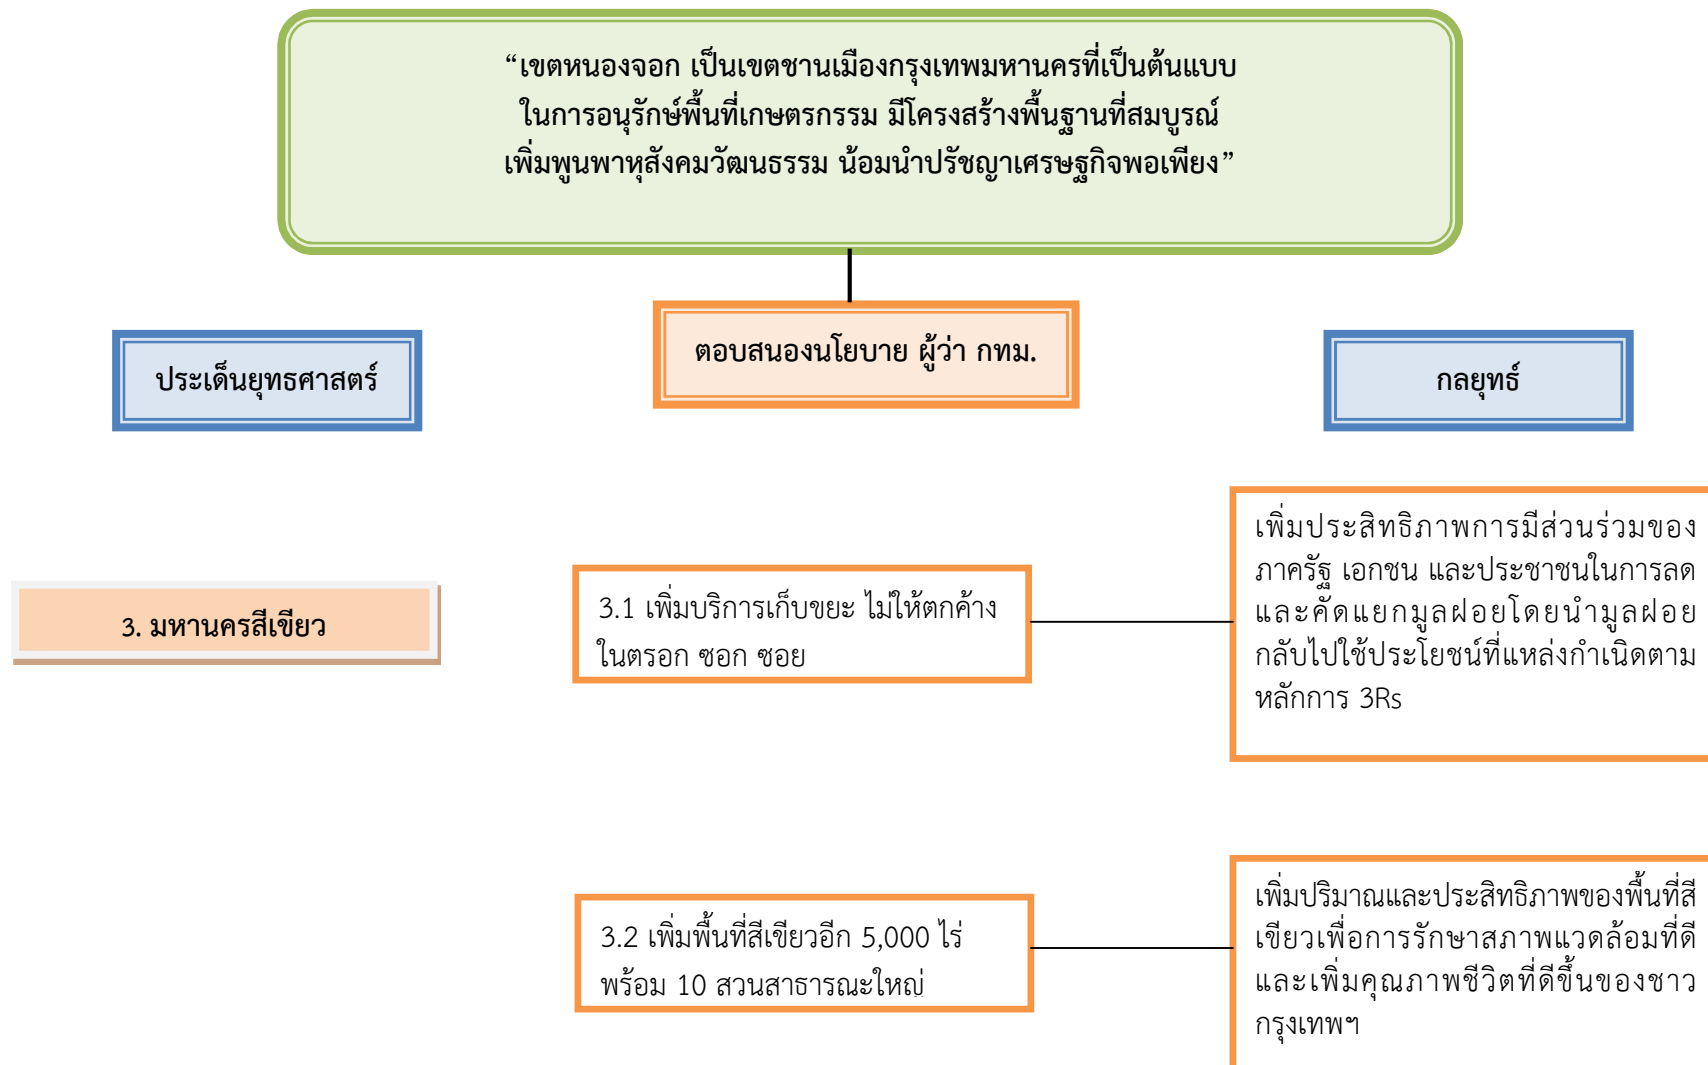 “เขตหนองจอก เป็นเขตชานเมืองกรุงเทพมหานครที่เป็นต้นแบบ
ในการอนุรักษ์พื้นที่เกษตรกรรม มีโครงสร้างพื้นฐานที่สมบูรณ์
เพิ่มพูนพาหุสังคมวัฒนธรรม น้อมนำปรัชญาเศรษฐกิจพอเพียง”
ประเด็นยุทธศาสตร์
ตอบสนองนโยบาย ผู้ว่า กทม.
กลยุทธ์
3. มหานครสีเขียว
3.1 เพิ่มบริการเก็บขยะ ไม่ให้ตกค้าง
ในตรอก ซอก ซอย
เพิ่มประสิทธิภาพการมีส่วนร่วมของ
ภาครัฐ เอกชน และประชาชนในการลด
และคัดแยกมูลฝอยโดยนำมูลฝอย
กลับไปใช้ประโยชน์ที่แหล่งกำเนิดตาม
หลักการ 3Rs
3.2 เพิ่มพื้นที่สีเขียวอีก 5,000 ไร่
พร้อม 10 สวนสาธารณะใหญ่
เพิ่มปริมาณและประสิทธิภาพของพื้นที่สี
เขียวเพื่อการรักษาสภาพแวดล้อมที่ดี
และเพิ่มคุณภาพชีวิตที่ดีขึ้นของชาว
กรุงเทพฯ